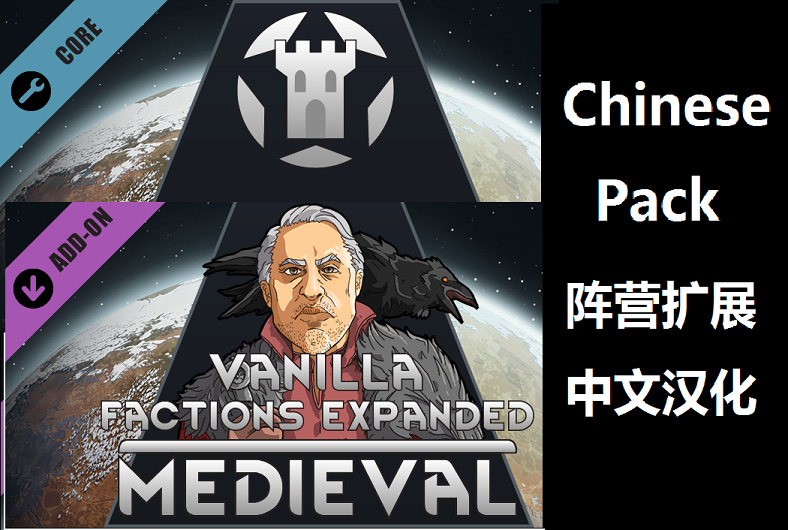 CORE
ADD-ON
VANILLA
FACTIONS EXPANDED
MEDIEVAL
Chinese
Pack
阵营扩展
中文汉化